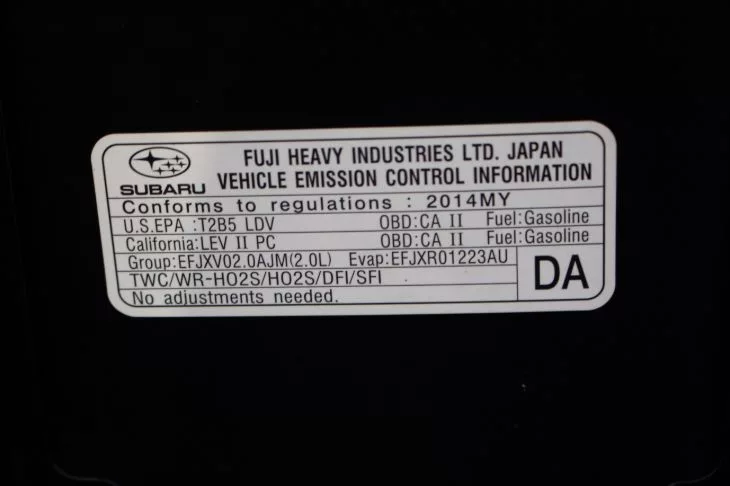 FUJI HEAVY INDUSTRIES LTD. JAPAN
SUBARU VEHICLE EMISSION CONTROL INFORMATION
Conforms to regulations : 2014MY
U.S.EPA :T2B5 LDV OBD:CA II Fuel:Gasoline
California:LEV II PC OBD:CA II Fuel:Gasoline
Group:EFJXV02.0AJM(2.0L) Evap:EFJXR01223AU
TWC/WR-HO2S/HO2S/DFI/SFI
DA
No adjustments needed.